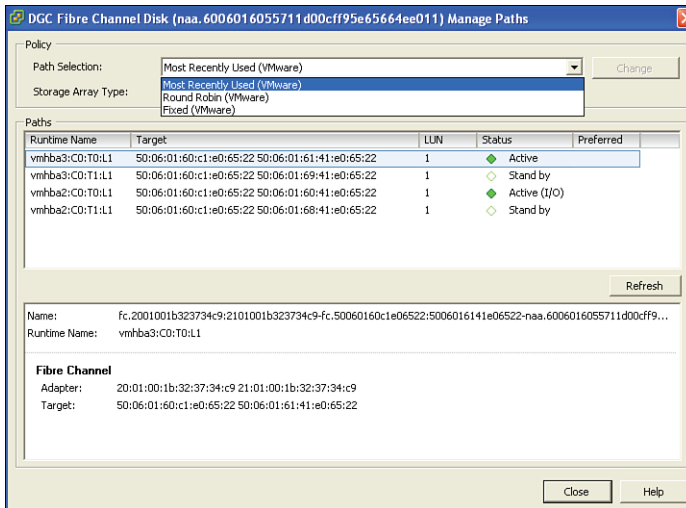 DGC Fibre Channel Disk (naa.6006016055711d00cff95e65664ee011) Manage Paths
Policy
Path Selection: Most Recently Used (VMware) Change
Most Recently Used (VMware)
Storage Array Type: Round Robin (VMware)
Fixed (VMware)
Paths
Runtime Name Target LUN Status Preferred
vmhba3:C0:T0:L1 50:06:01:60:c1:e0:65:22 50:06:01:61:41:e0:65:22 1 Active
vmhba3:C0:T1:L1 50:06:01:60:c1:e0:65:22 50:06:01:69:41:e0:65:22 1 Stand by
vmhba2:C0:T0:L1 50:06:01:60:c1:e0:65:22 50:06:01:60:41:e0:65:22 1 Active (I/O)
vmhba2:C0:T1:L1 50:06:01:60:c1:e0:65:22 50:06:01:68:41:e0:65:22 1 Stand by
Refresh
Name: fc.2001001b323734c9:2101001b323734c9-fc.50060160c1e06522:5006016141e06522-naa.6006016055711d00cff9...
Runtime Name: vmhba3:C0:T0:L1
Fibre Channel
Adapter: 20:01:00:1b:32:37:34:c9 21:01:00:1b:32:37:34:c9
Target: 50:06:01:60:c1:e0:65:22 50:06:01:61:41:e0:65:22
Close Help